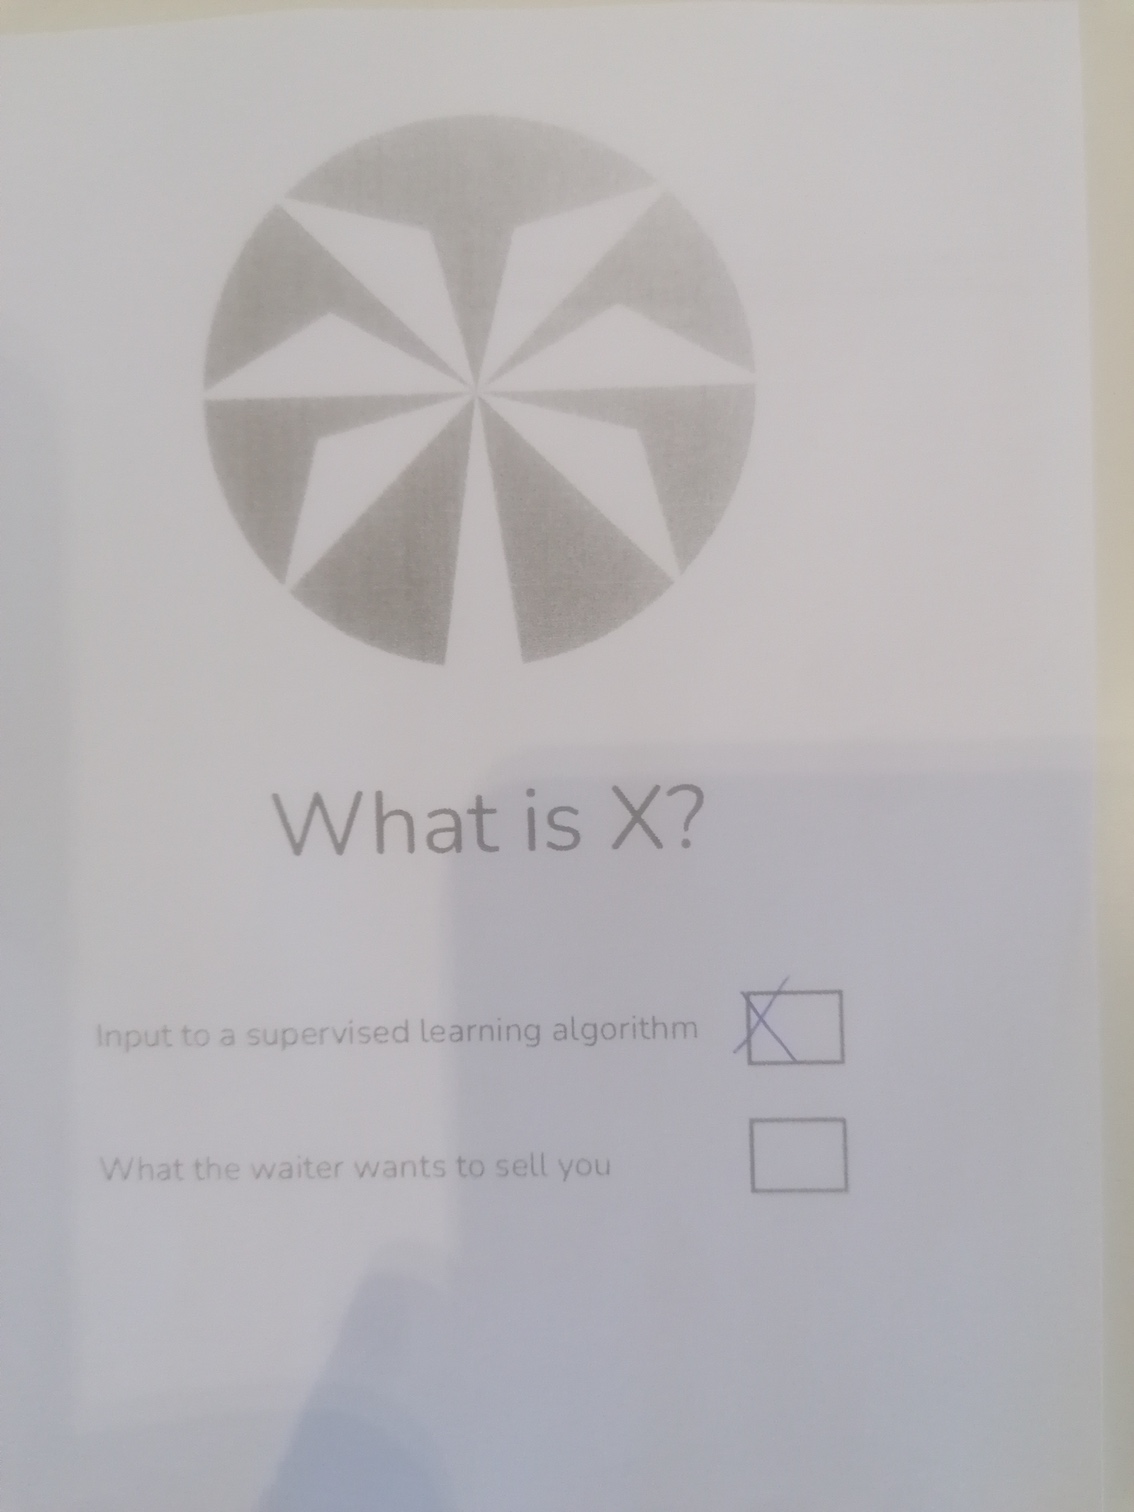 What is X?
Input to a supervised learning algorithm
What the waiter wants to sell you